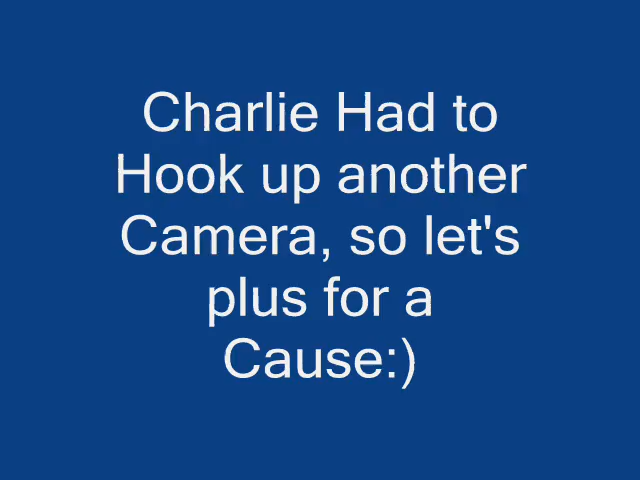 Charlie Had to
Hook up another
Camera, so let's
plus for a
Cause:)